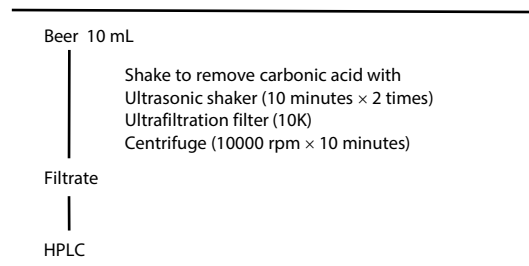 Beer 10 mL
Shake to remove carbonic acid with
Ultrasonic shaker (10 minutes × 2 times)
Ultrafiltration filter (10K)
Centrifuge (10000 rpm × 10 minutes)
Filtrate
HPLC